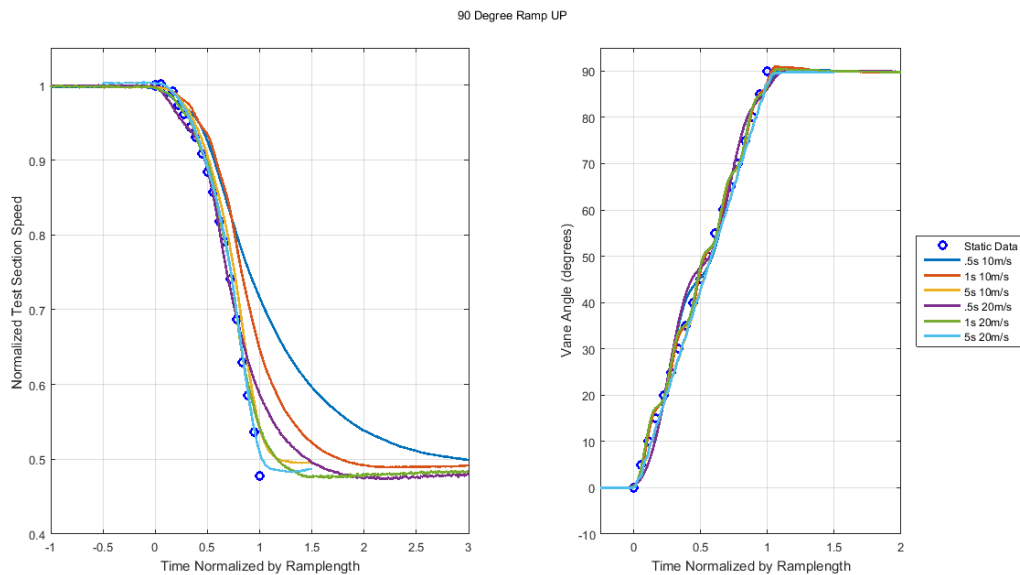 90 Degree Ramp UP
Normalized Test Section Speed
1
0.9
0.8
0.7
0.6
0.5
0.4
-1
-0.5
0
0.5
1
1.5
2
2.5
3
Time Normalized by Ramplength
Vane Angle (degrees)
90
80
70
60
50
40
30
20
10
0
-10
0
0.5
1
1.5
2
Time Normalized by Ramplength
Static Data
.5s 10m/s
1s 10m/s
5s 10m/s
.5s 20m/s
1s 20m/s
5s 20m/s